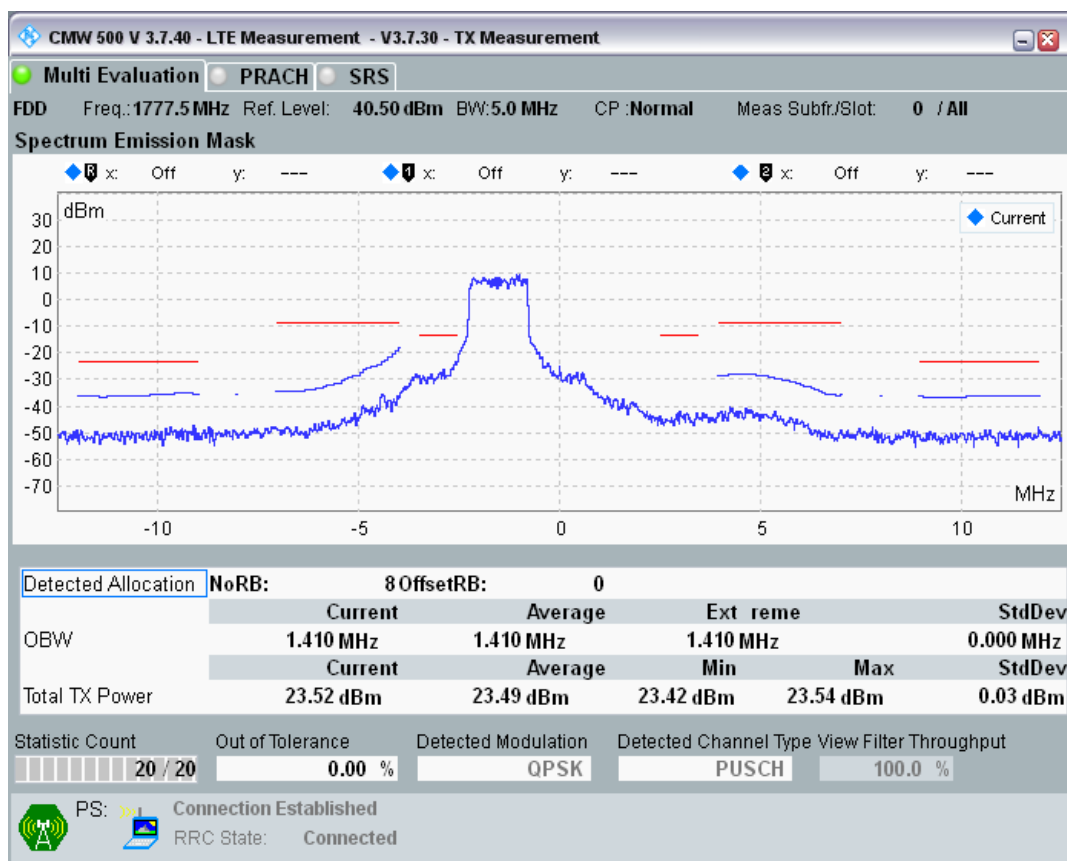 CMW 500 V 3.7.40 - LTE Measurement - V3.7.30 - TX Measurement
Multi Evaluation PRACH SRS
FDD Freq.: 1777.5 MHz Ref. Level: 40.50 dBm BW: 5.0 MHz CP : Normal Meas Subfr./Slot: 0 / All
Spectrum Emission Mask
R x: Off y: --- 1 x: Off y: --- 2 x: Off y: ---
dBm
Current
30
20
10
0
-10
-20
-30
-40
-50
-60
-70
MHz
-10 -5 0 5 10
Detected Allocation NoRB: 8 OffsetRB: 0
Current Average Ext reme StdDev
OBW 1.410 MHz 1.410 MHz 1.410 MHz 0.000 MHz
Current Average Min Max StdDev
Total TX Power 23.52 dBm 23.49 dBm 23.42 dBm 23.54 dBm 0.03 dBm
Statistic Count Out of Tolerance Detected Modulation Detected Channel Type View Filter Throughput
20 / 20 0.00 % QPSK PUSCH 100.0 %
PS: Connection Established
RRC State: Connected